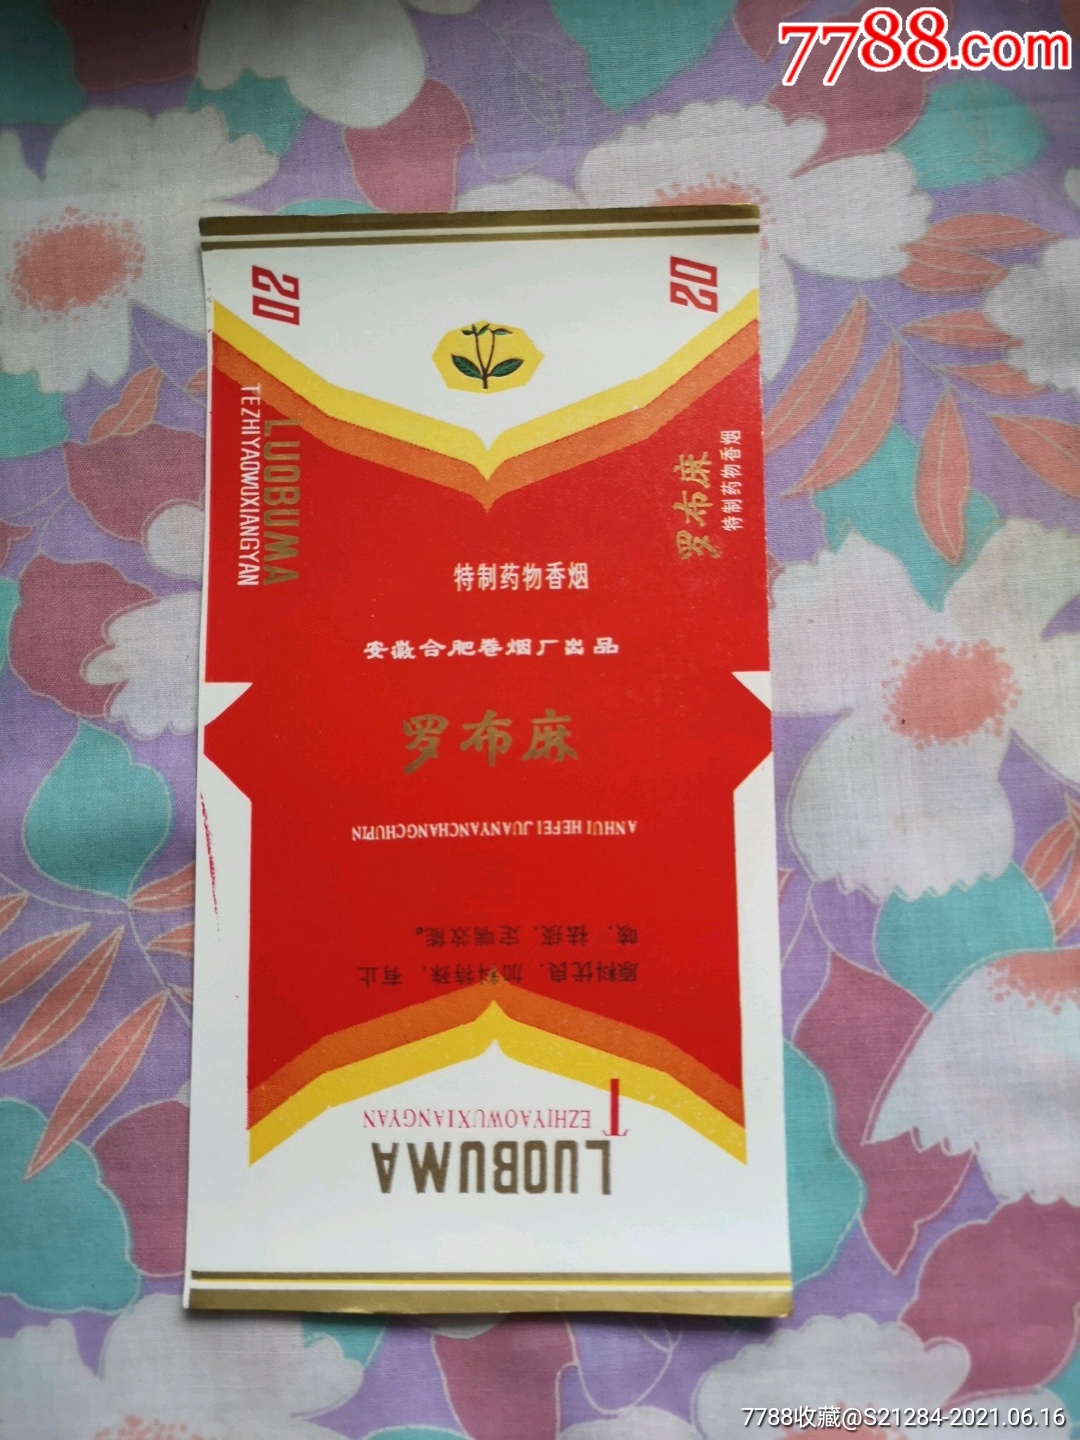 7788.com
20
20
LUOBUMA
TEZHIYAOWUXIANGYAN
罗布麻
特制药物香烟
特制药物香烟
安徽合肥卷烟厂出品
罗布麻
ANHUI HEFEI JUANYANCHANGCHUPIN
原料优良，加料特殊，有止
咳，祛痰，定喘效能。
TEZHIYAOWUXIANGYAN
LUOBUMA
7788收藏@S21284-2021.06.16